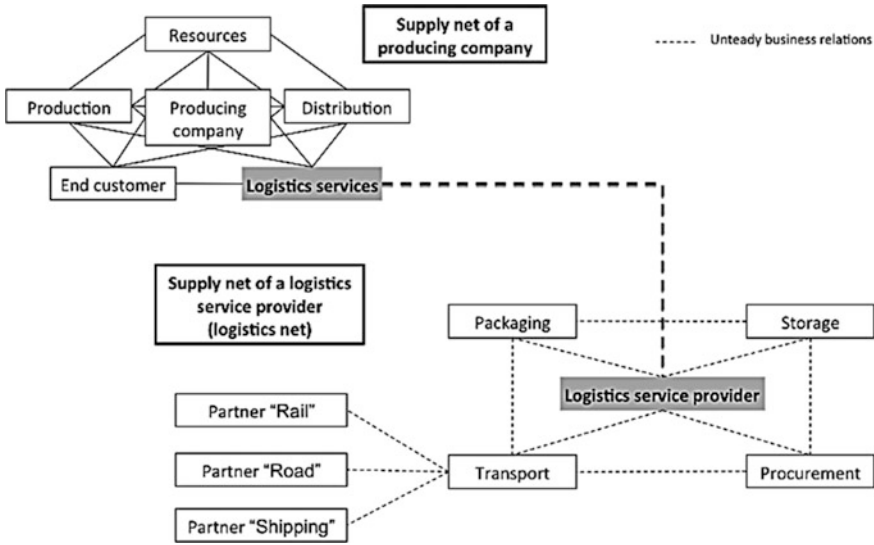 Supply net of a
producing company
Unteady business relations
Resources
Production
Producing
company
Distribution
End customer
Logistics services
Supply net of a logistics
service provider
(logistics net)
Packaging
Storage
Logistics service provider
Partner “Rail”
Partner “Road”
Transport
Procurement
Partner “Shipping”